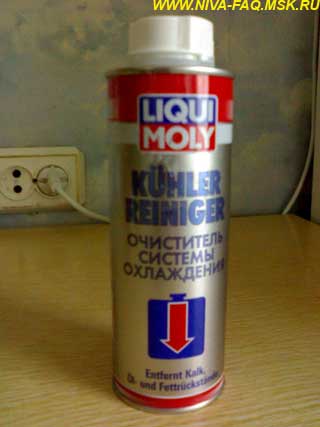 WWW.NIVA-FAQ.MSK.RU
LIQUI
MOLY
KÜHLER
REINIGER
ОЧИСТИТЕЛЬ
СИСТЕМЫ
ОХЛАЖДЕНИЯ
Entfernt Kalk,
Öl- und Fettrückstände